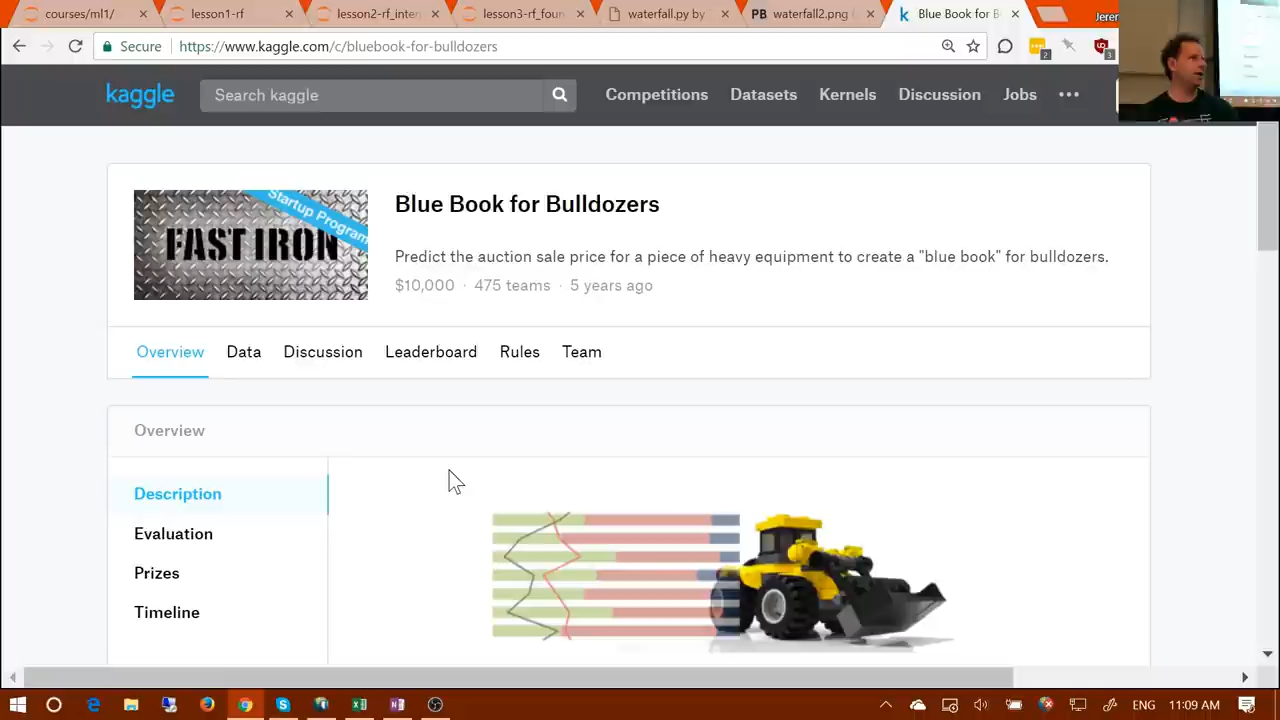 courses/ml1/
lesson1-rf
lesson2-rf_inter
lesson3-rf_foun
waterfall.py by
PB waterfall2.png
Blue Book for B
Jerem
Secure
https://www.kaggle.com/c/bluebook-for-bulldozers
2
3
kaggle
Search kaggle
Competitions
Datasets
Kernels
Discussion
Jobs
Startup Program
FAST IRON
Blue Book for Bulldozers
Predict the auction sale price for a piece of heavy equipment to create a "blue book" for bulldozers.
$10,000 · 475 teams · 5 years ago
Overview
Data
Discussion
Leaderboard
Rules
Team
Overview
Description
Evaluation
Prizes
Timeline
ENG
11:09 AM